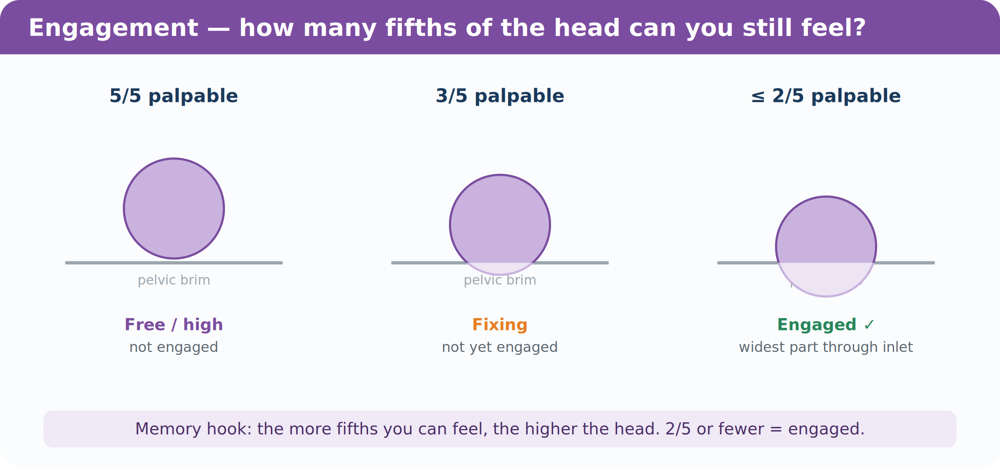 Engagement — how many fifths of the head can you still feel?
5/5 palpable
3/5 palpable
≤ 2/5 palpable
pelvic brim
pelvic brim
Free / high
Fixing
Engaged ✓
not engaged
not yet engaged
widest part through inlet
Memory hook: the more fifths you can feel, the higher the head. 2/5 or fewer = engaged.